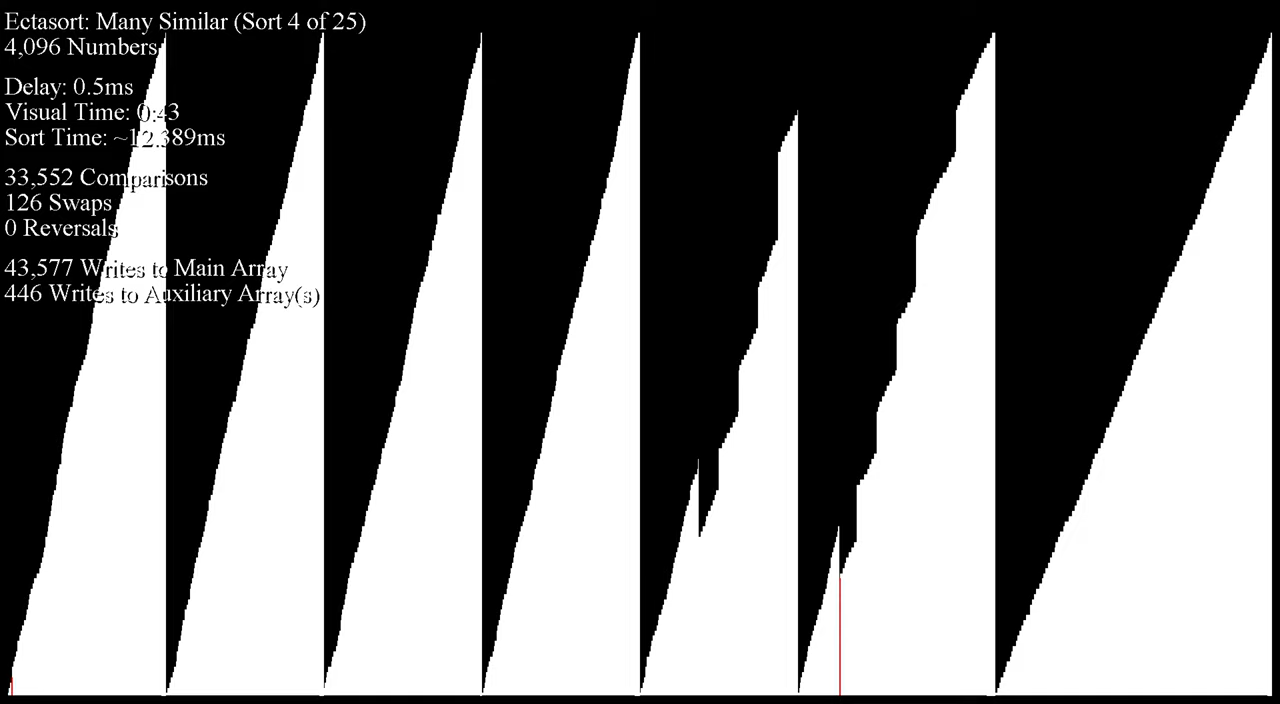 Ectasort: Many Similar (Sort 4 of 25)
4,096 Numbers
Delay: 0.5ms
Visual Time: 0:43
Sort Time: ~12.389ms
33,552 Comparisons
126 Swaps
0 Reversals
43,577 Writes to Main Array
446 Writes to Auxiliary Array(s)